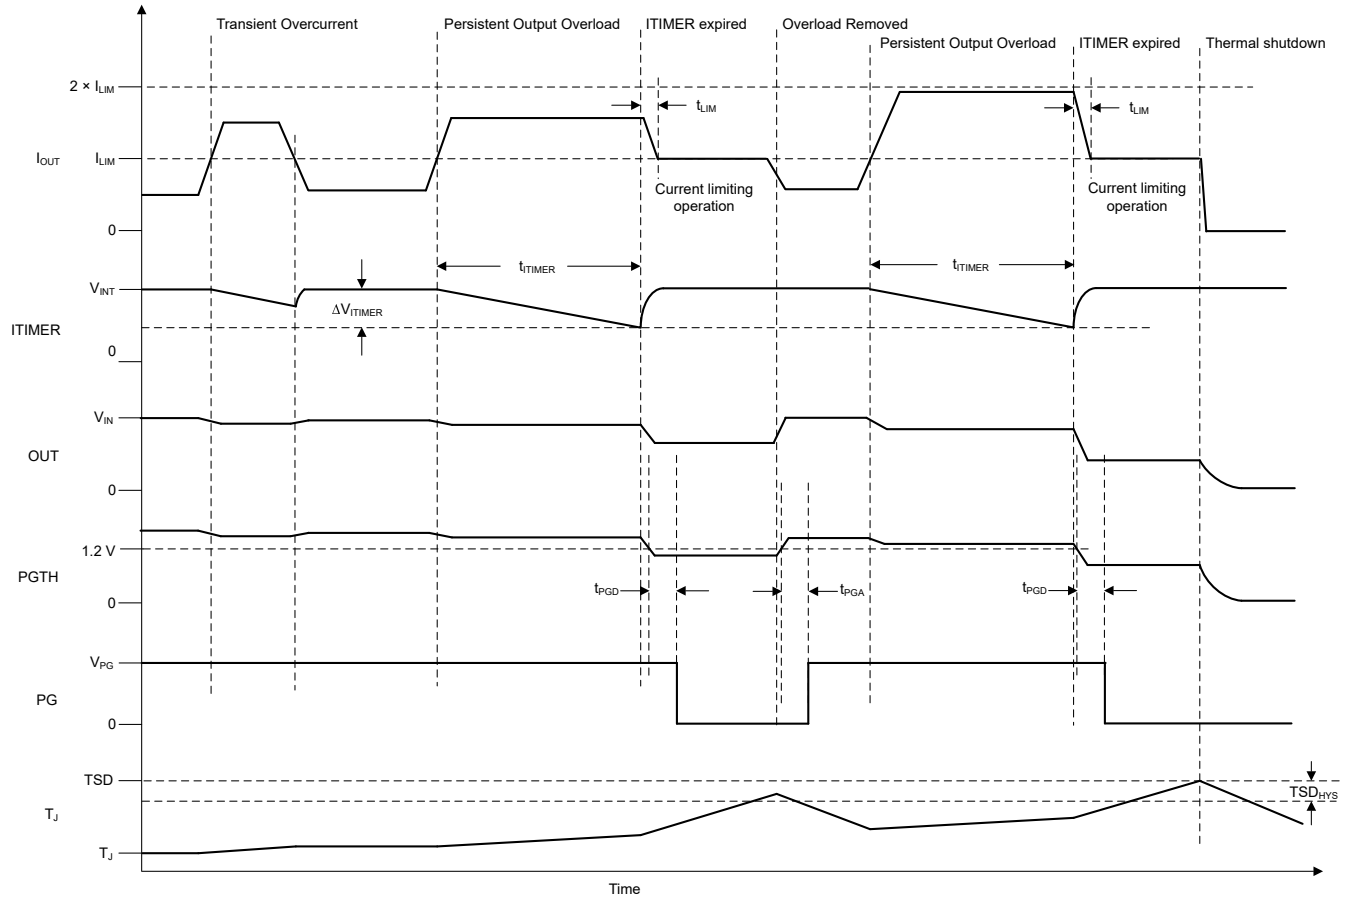 Transient Overcurrent
Persistent Output Overload
ITIMER expired
Overload Removed
Persistent Output Overload
ITIMER expired
Thermal shutdown
2 × ILIM
tLIM
tLIM
IOUT
ILIM
Current limiting
operation
Current limiting
operation
0
tITIMER
tITIMER
VINT
ΔVITIMER
ITIMER
0
VIN
OUT
0
1.2 V
PGTH
tPGD
tPGA
tPGD
0
VPG
PG
0
TSD
TSDHYS
TJ
TJ
Time